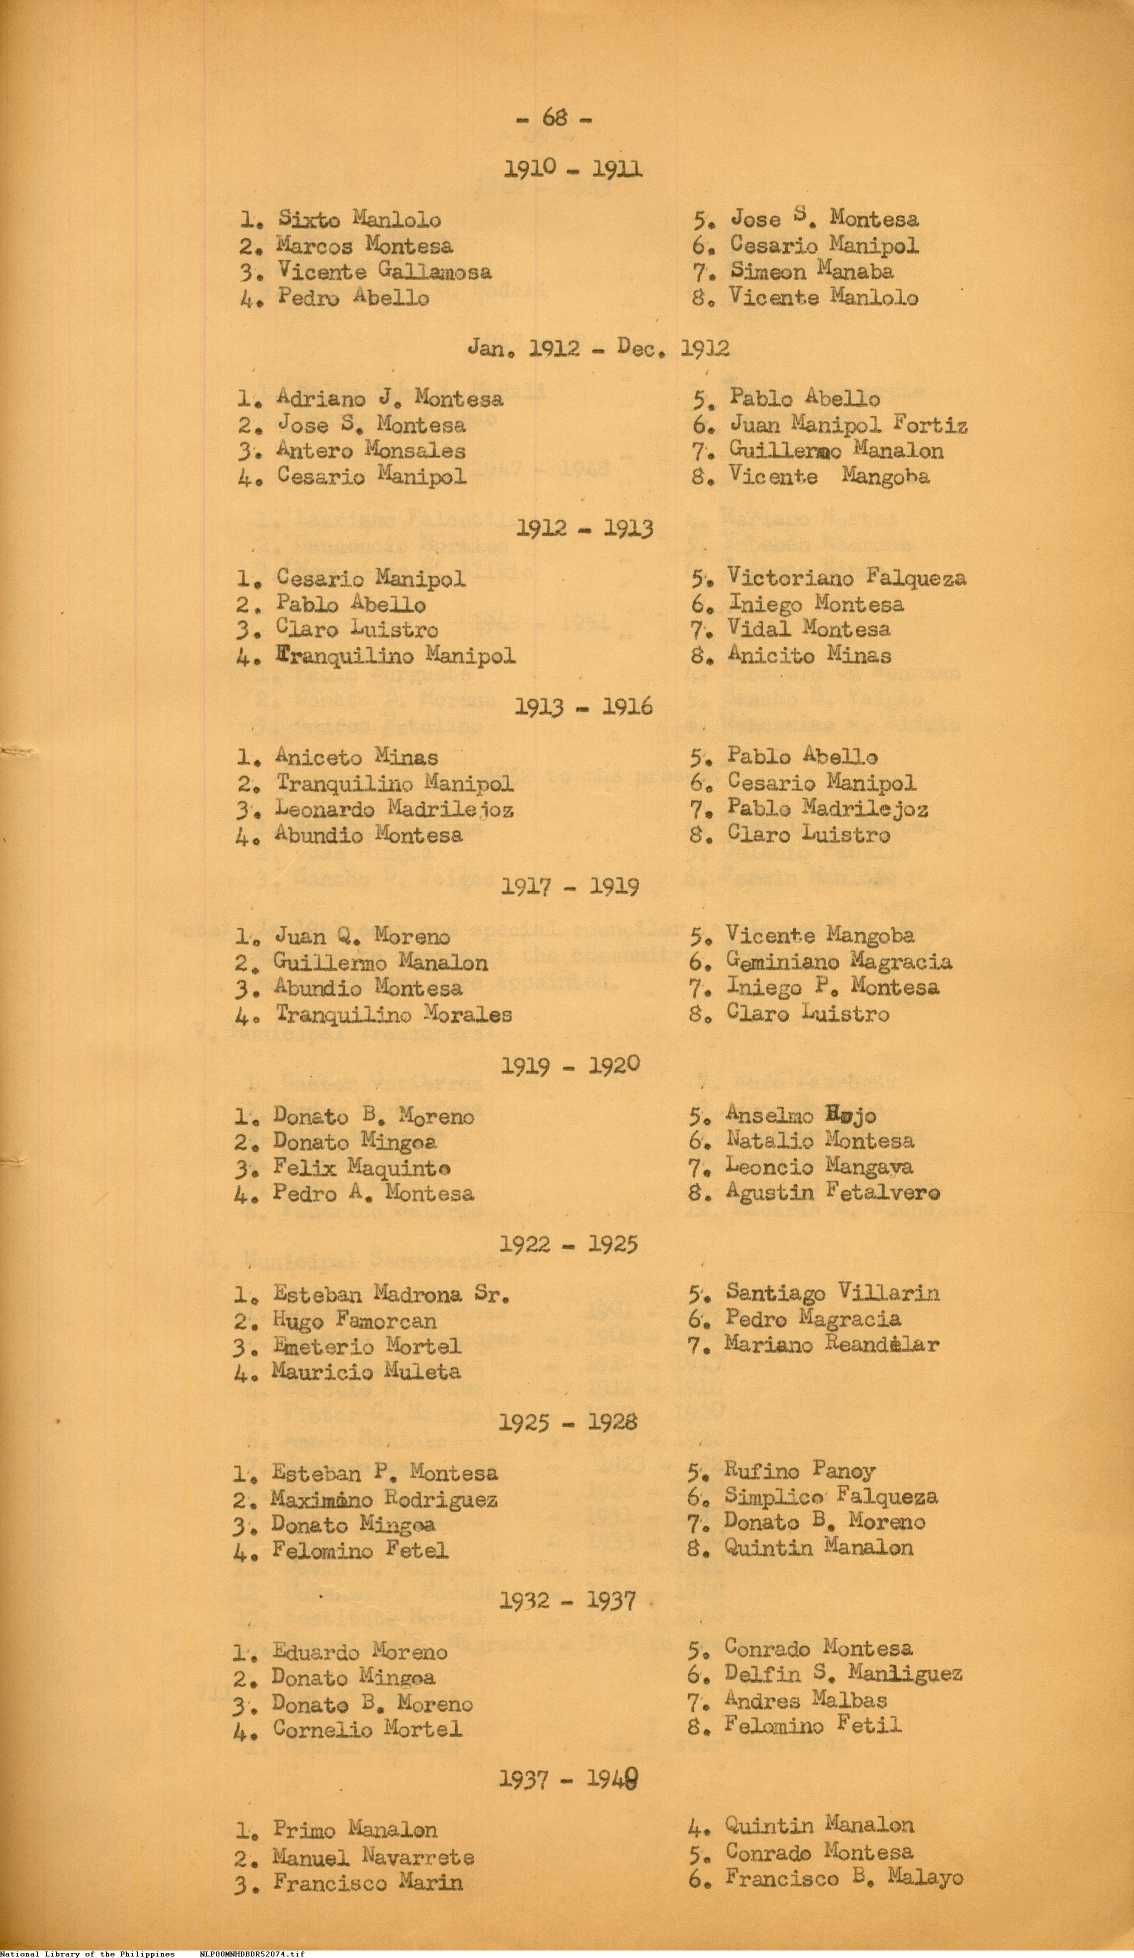 - 68 -
1910 - 1911
1. Sixto Manlolo
2. Marcos Montesa
3. Vicente Gallamosa
4. Pedro Abello
5. Jose S. Montesa
6. Cesario Manipol
7. Simeon Manaba
8. Vicente Manlolo
Jan. 1912 - Dec. 1912
1. Adriano J. Montesa
2. Jose S. Montesa
3. Antero Monsales
4. Cesario Manipol
5. Pablo Abello
6. Juan Manipol Fortiz
7. Guillermo Manalon
8. Vicente Mangoba
1912 - 1913
1. Cesario Manipol
2. Pablo Abello
3. Claro Luistro
4. Tranquilino Manipol
5. Victoriano Falqueza
6. Iniego Montesa
7. Vidal Montesa
8. Anicito Minas
1913 - 1916
1. Aniceto Minas
2. Tranquilino Manipol
3. Leonardo Madrilejoz
4. Abundio Montesa
5. Pablo Abello
6. Cesario Manipol
7. Pablo Madrilejoz
8. Claro Luistro
1917 - 1919
1. Juan Q. Moreno
2. Guillermo Manalon
3. Abundio Montesa
4. Tranquilino Morales
5. Vicente Mangoba
6. Geminiano Magracia
7. Iniego P. Montesa
8. Claro Luistro
1919 - 1920
1. Donato B. Moreno
2. Donato Mingoa
3. Felix Maquinto
4. Pedro A. Montesa
5. Anselmo Rojo
6. Natalio Montesa
7. Leoncio Mangaya
8. Agustin Fetalvero
1922 - 1925
1. Esteban Madrona Sr.
2. Hugo Famorcan
3. Emeterio Mortel
4. Mauricio Muleta
5. Santiago Villarin
6. Pedro Magracia
7. Mariano Reandelar
1925 - 1928
1. Esteban P. Montesa
2. Maximino Rodriguez
3. Donato Mingoa
4. Felomino Fetel
5. Rufino Panoy
6. Simplico Falqueza
7. Donato B. Moreno
8. Quintin Manalon
1932 - 1937
1. Eduardo Moreno
2. Donato Mingoa
3. Donato B. Moreno
4. Cornelio Mortel
5. Conrado Montesa
6. Delfin S. Manliguez
7. Andres Malbas
8. Felomino Fetil
1937 - 1940
1. Primo Manalon
2. Manuel Navarrete
3. Francisco Marin
4. Quintin Manalon
5. Conrado Montesa
6. Francisco B. Malayo
National Library of the Philippines NLP00MNHDBDRS2074.tif